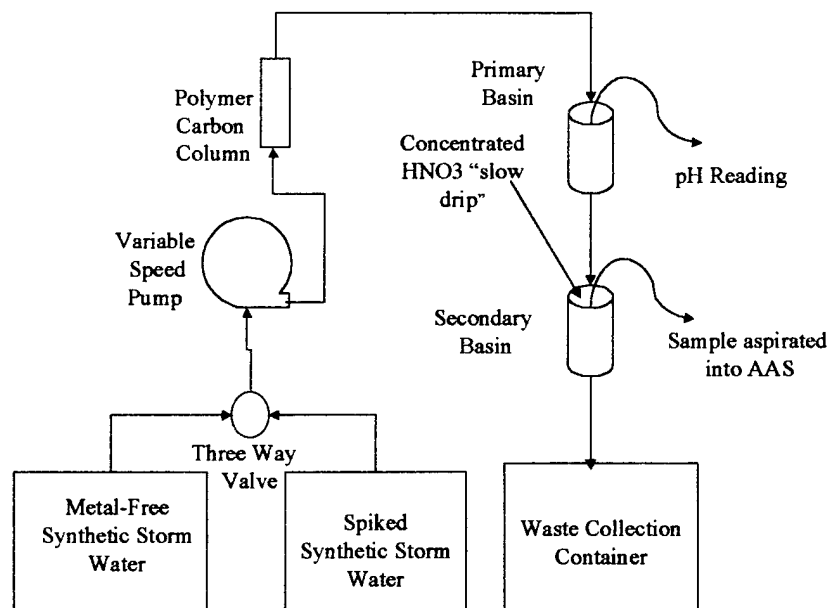 Polymer
Carbon
Column
Primary
Basin
Concentrated
HNO3 “slow
drip”
pH Reading
Variable
Speed
Pump
Secondary
Basin
Sample aspirated
into AAS
Three Way
Valve
Metal-Free
Synthetic Storm
Water
Spiked
Synthetic Storm
Water
Waste Collection
Container